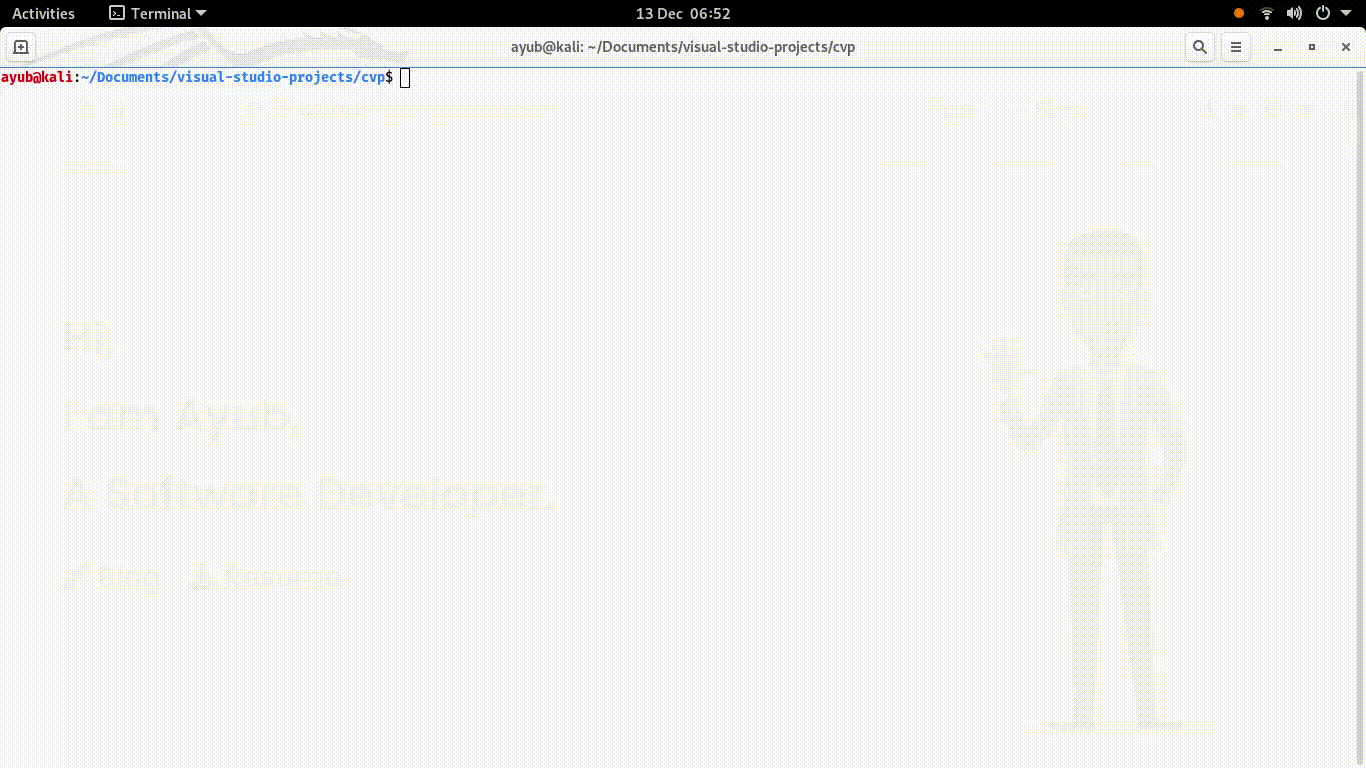 Activities Terminal 13 Dec 06:52
ayub@kali: ~/Documents/visual-studio-projects/cvp
ayub@kali:~/Documents/visual-studio-projects/cvp$
Hi,
I am Ayub,
A Software Developer.
Blog Resume